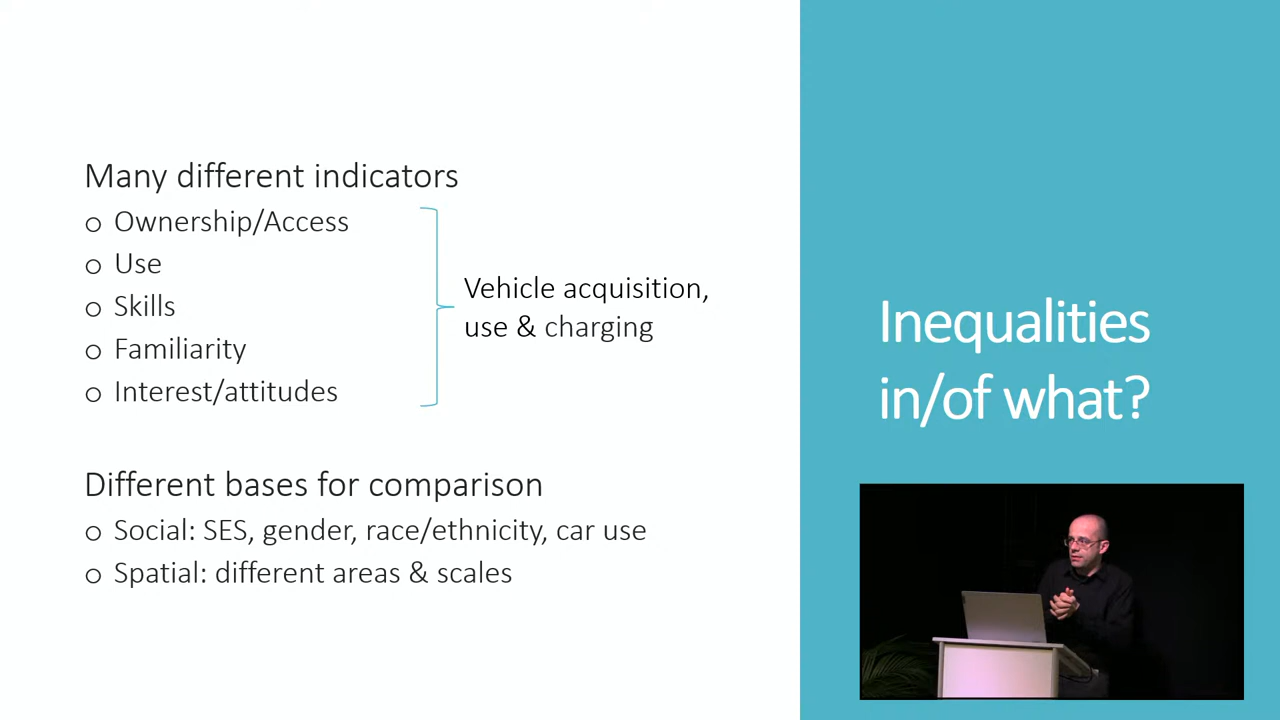 Many different indicators
o Ownership/Access
o Use
o Skills
o Familiarity
o Interest/attitudes
Vehicle acquisition,
use & charging
Different bases for comparison
o Social: SES, gender, race/ethnicity, car use
o Spatial: different areas & scales
Inequalities
in/of what?